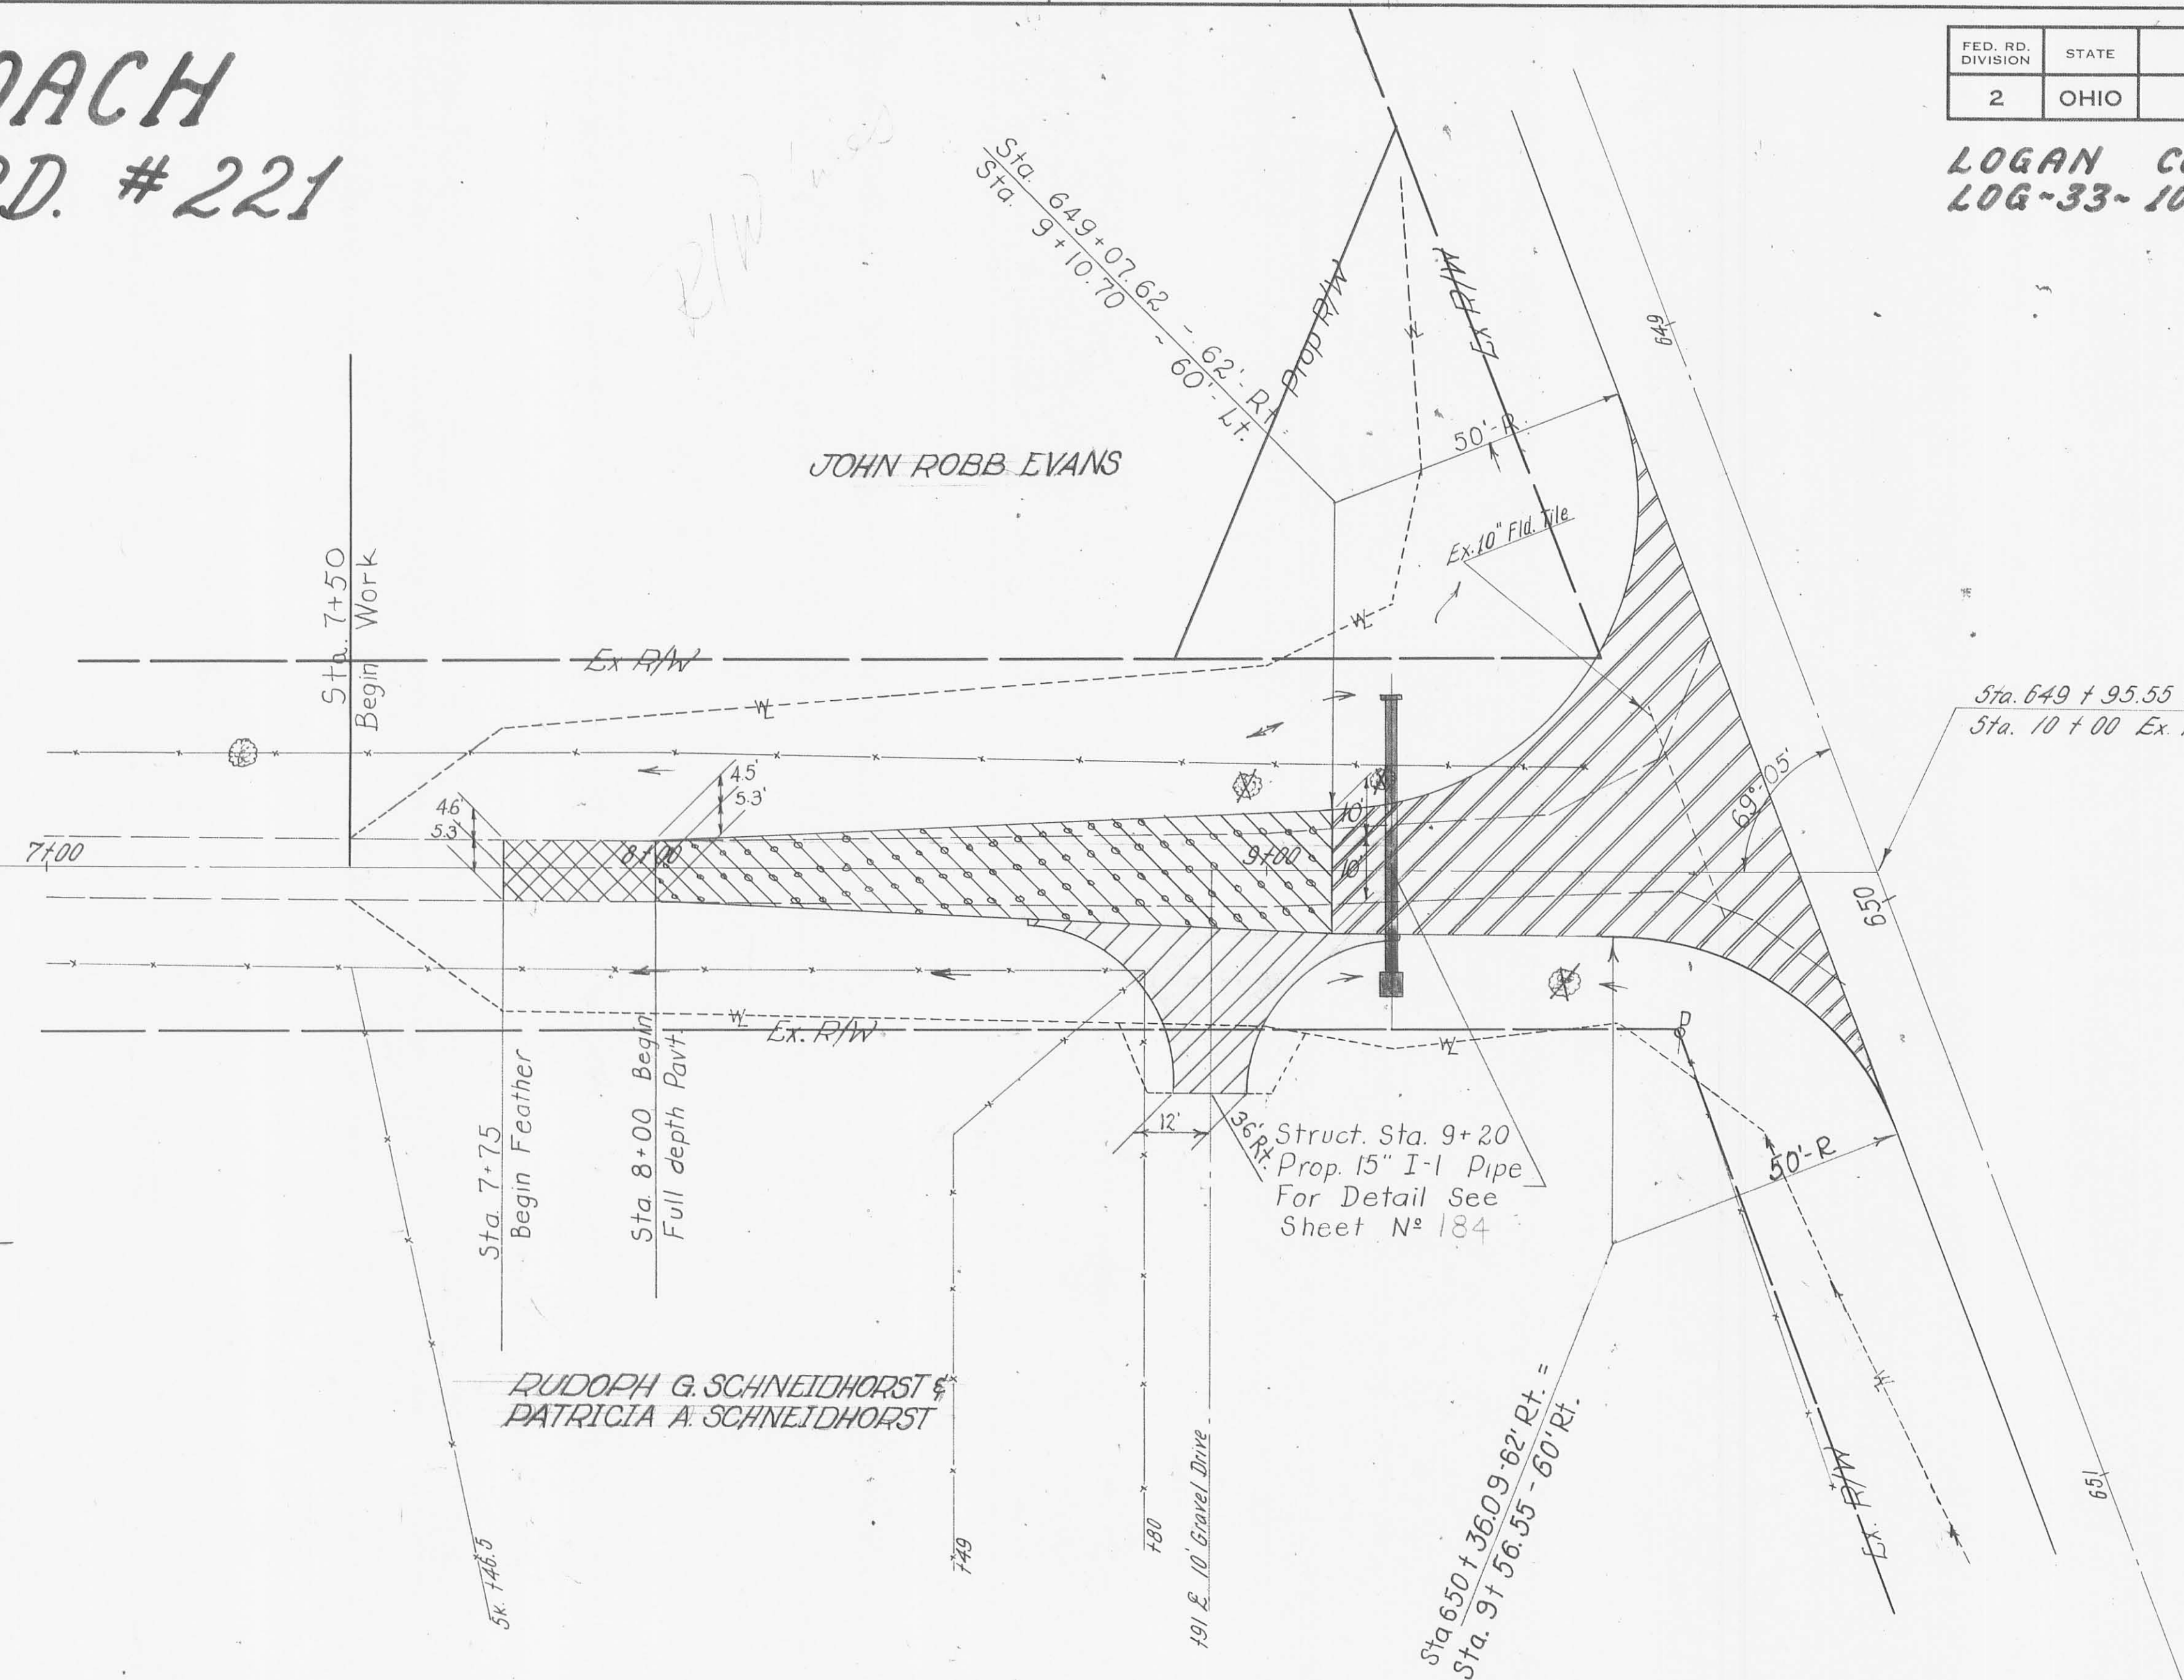 OACH
RD. # 221
R/W
FED. RD. DIVISION
STATE
2
OHIO
LOGAN C
LOG-33-10
Sta. 649+07.62 - 62'- Rt.
Sta. 9+10.70 ~ 60'- Lt.
Prop R/W
Ex R/W
649
JOHN ROBB EVANS
50'-R
Ex. 10" Fld. Tile
Sta. 7+50
Begin Work
Ex R/W
W
L
W
L
Sta. 649 + 95.55
Sta. 10 + 00 Ex.
69°-05'
4.5'
5.3'
4.6'
5.3'
10'
10'
7+00
8+00
9+00
650
W
L
Ex. R/W
W
L
P
Sta. 7+75
Begin Feather
Sta. 8+00 Begin
Full depth Pav't.
12'
36' Rt.
Struct. Sta. 9+20
Prop. 15" I-1 Pipe
For Detail See
Sheet Nº 184
50'-R
RUDOPH G. SCHNEIDHORST &
PATRICIA A. SCHNEIDHORST
Sk. +46.5
+49
+80
+91 ⅊ 10' Gravel Drive
Sta 650 + 36.09-62' Rt. =
Sta. 9+ 56.55 - 60' Rt.
Ex. R/W
651